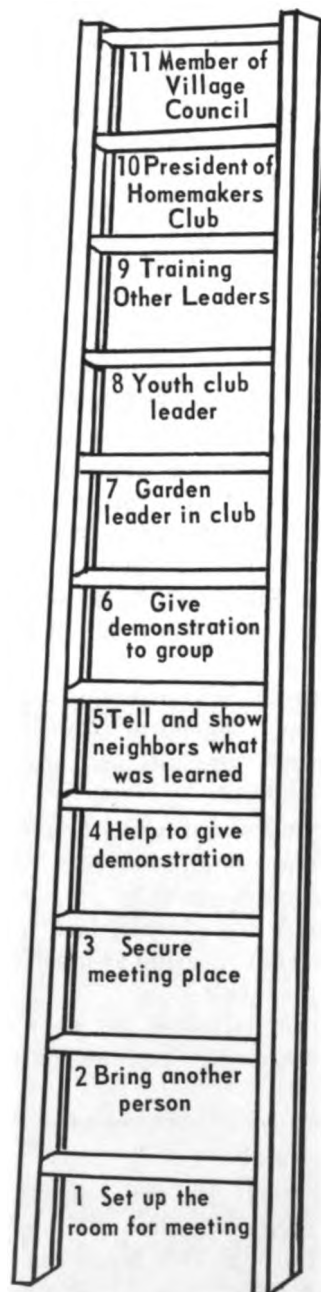 11 Member of
Village
Council
10 President of
Homemakers
Club
9 Training
Other Leaders
8 Youth club
leader
7 Garden
leader in club
6 Give
demonstration
to group
5 Tell and show
neighbors what
was learned
4 Help to give
demonstration
3 Secure
meeting place
2 Bring another
person
1 Set up the
room for meeting